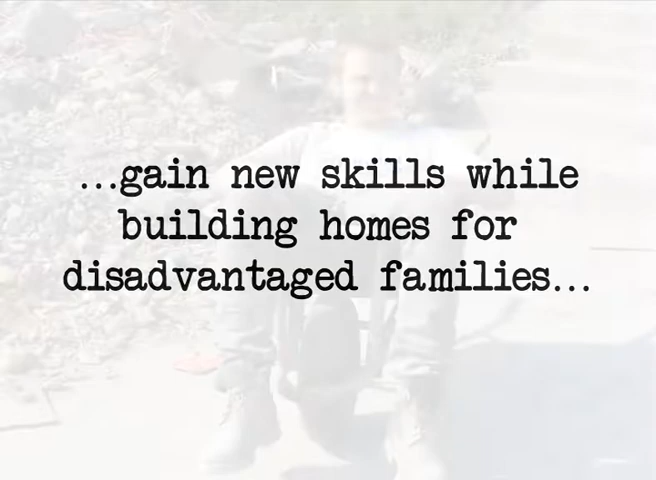 ...gain new skills while
building homes for
disadvantaged families...